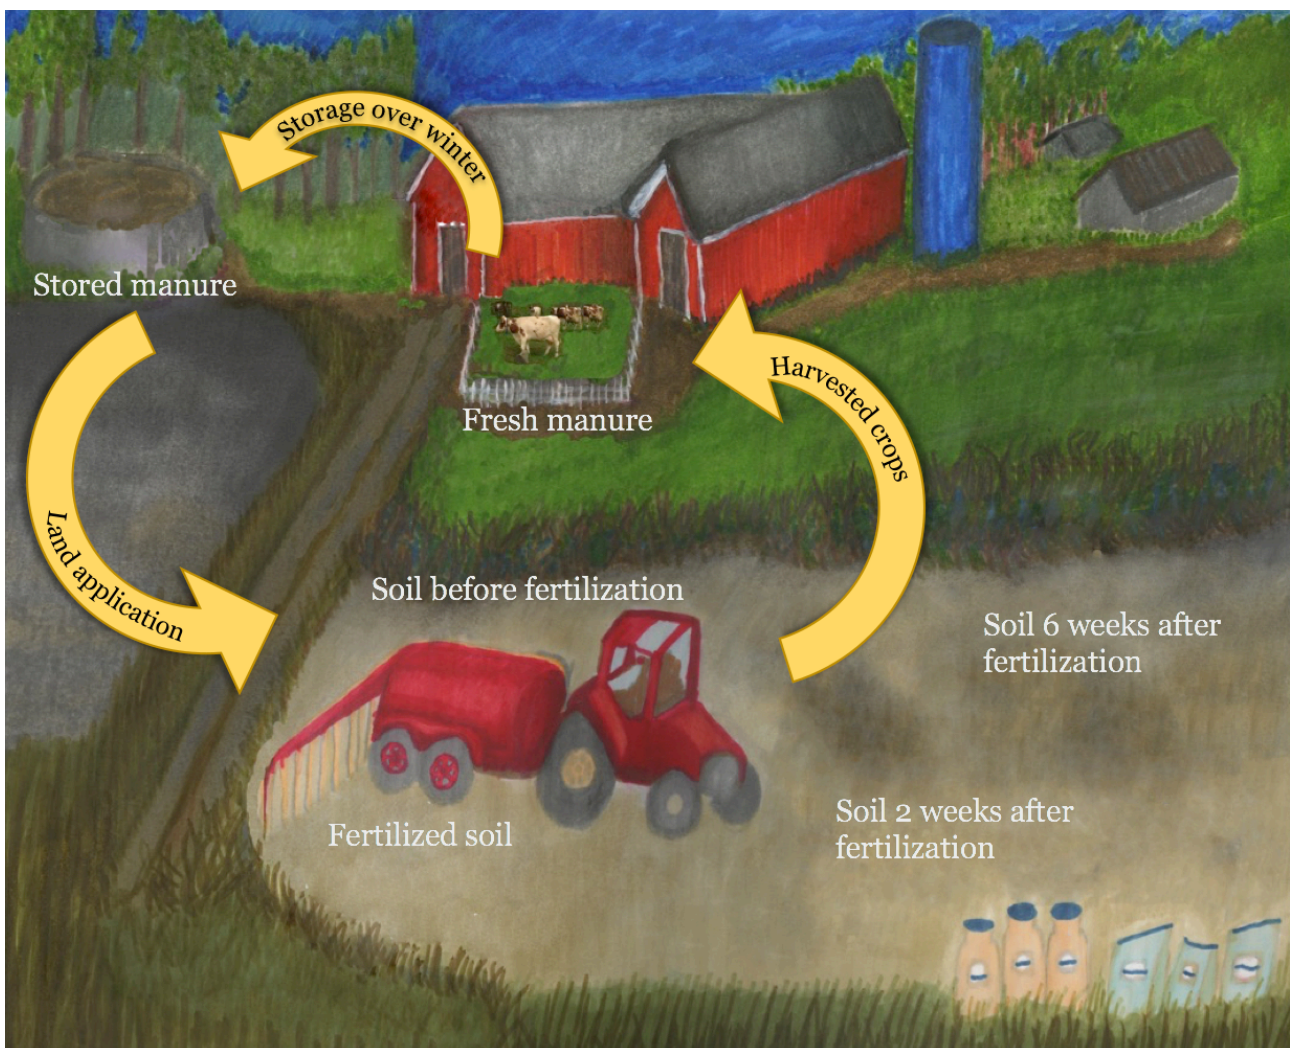 Storage over winter
Stored manure
Fresh manure
Harvested crops
Land application
Soil before fertilization
Soil 6 weeks after
fertilization
Fertilized soil
Soil 2 weeks after
fertilization